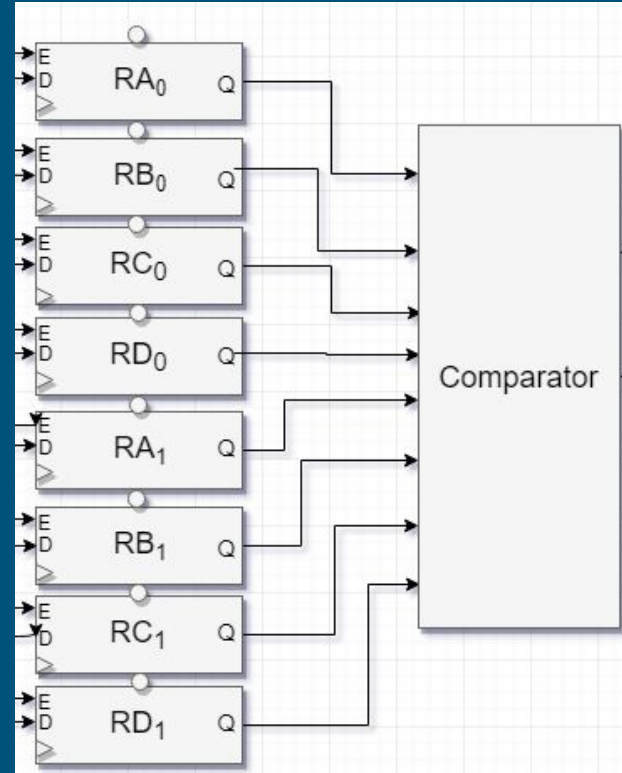 E
D RA₀ Q
E
D RB₀ Q
E
D RC₀ Q
E
D RD₀ Q
Comparator
E
D RA₁ Q
E
D RB₁ Q
E
D RC₁ Q
E
D RD₁ Q